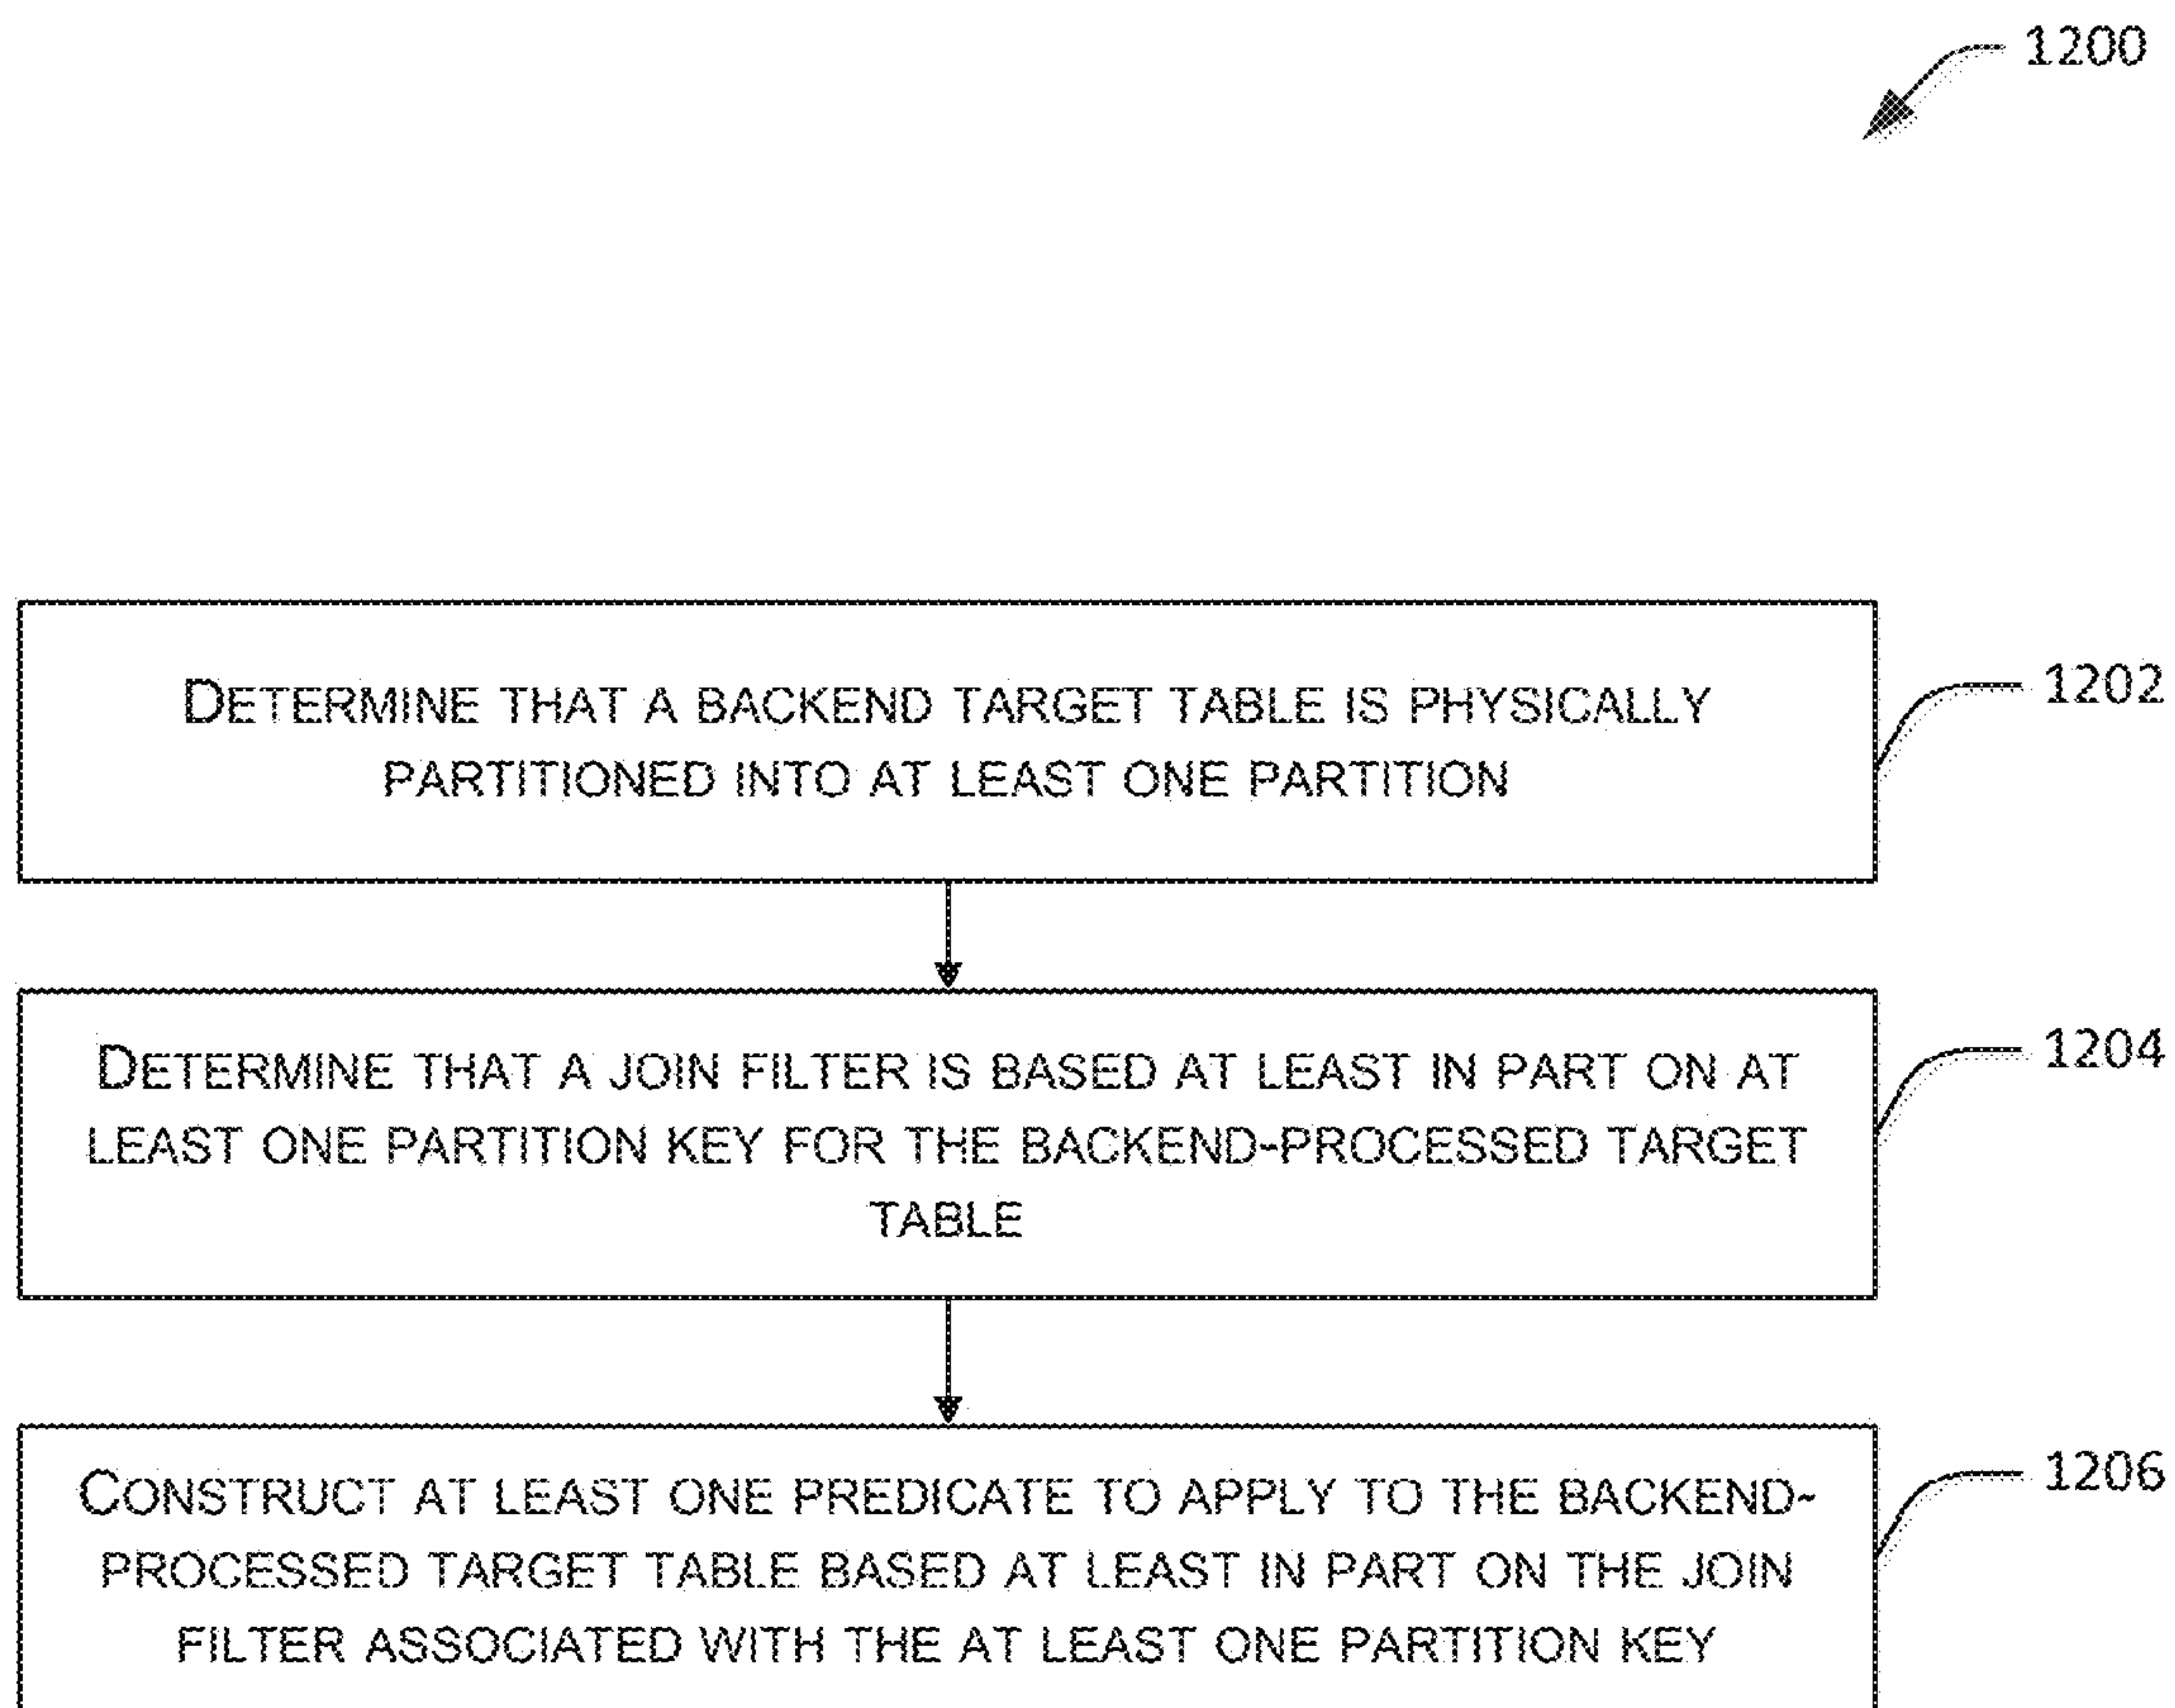 1200
DETERMINE THAT A BACKEND TARGET TABLE IS PHYSICALLY
PARTITIONED INTO AT LEAST ONE PARTITION
1202
DETERMINE THAT A JOIN FILTER IS BASED AT LEAST IN PART ON AT
LEAST ONE PARTITION KEY FOR THE BACKEND-PROCESSED TARGET
TABLE
1204
CONSTRUCT AT LEAST ONE PREDICATE TO APPLY TO THE BACKEND-
PROCESSED TARGET TABLE BASED AT LEAST IN PART ON THE JOIN
FILTER ASSOCIATED WITH THE AT LEAST ONE PARTITION KEY
1206